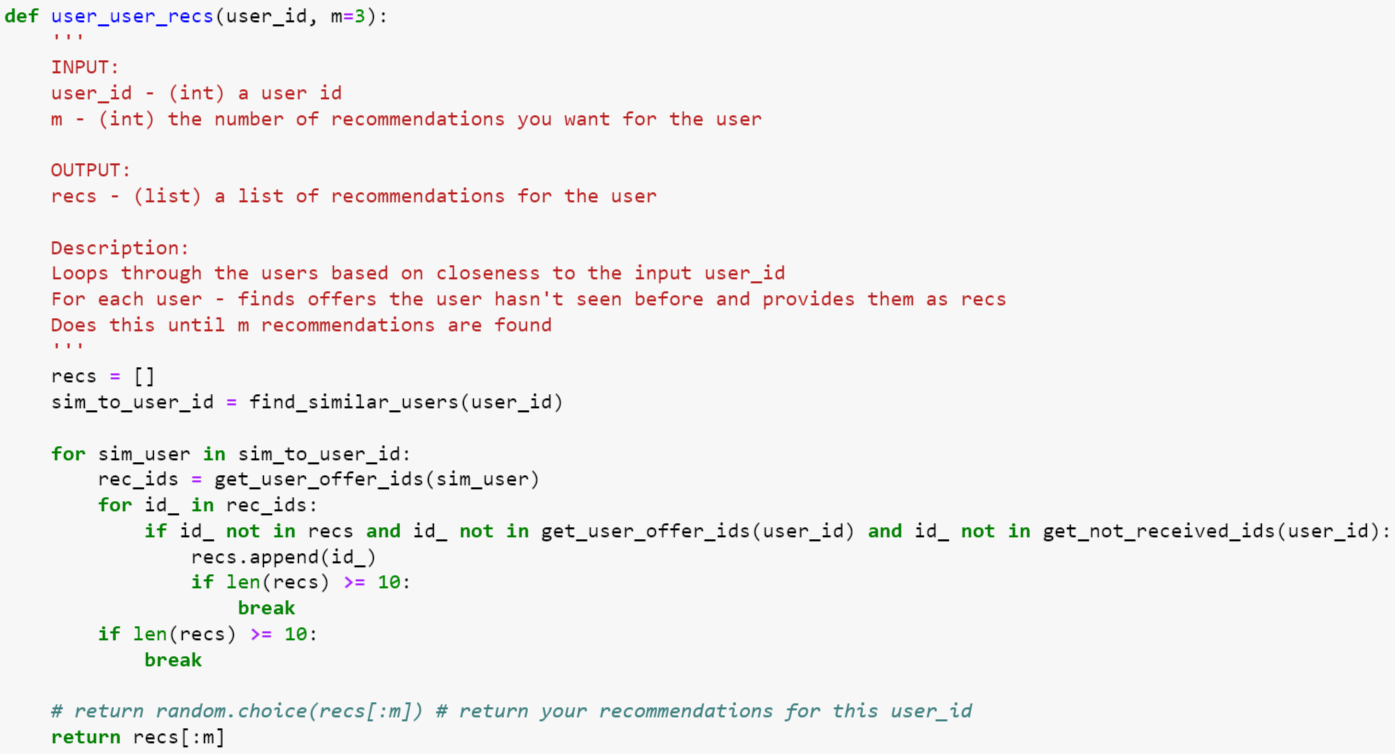 def user_user_recs(user_id, m=3):
    '''
    INPUT:
    user_id - (int) a user id
    m - (int) the number of recommendations you want for the user

    OUTPUT:
    recs - (list) a list of recommendations for the user

    Description:
    Loops through the users based on closeness to the input user_id
    For each user - finds offers the user hasn't seen before and provides them as recs
    Does this until m recommendations are found
    '''
    recs = []
    sim_to_user_id = find_similar_users(user_id)

    for sim_user in sim_to_user_id:
        rec_ids = get_user_offer_ids(sim_user)
        for id_ in rec_ids:
            if id_ not in recs and id_ not in get_user_offer_ids(user_id) and id_ not in get_not_received_ids(user_id):
                recs.append(id_)
                if len(recs) >= 10:
                    break
        if len(recs) >= 10:
            break

    # return random.choice(recs[:m]) # return your recommendations for this user_id
    return recs[:m]